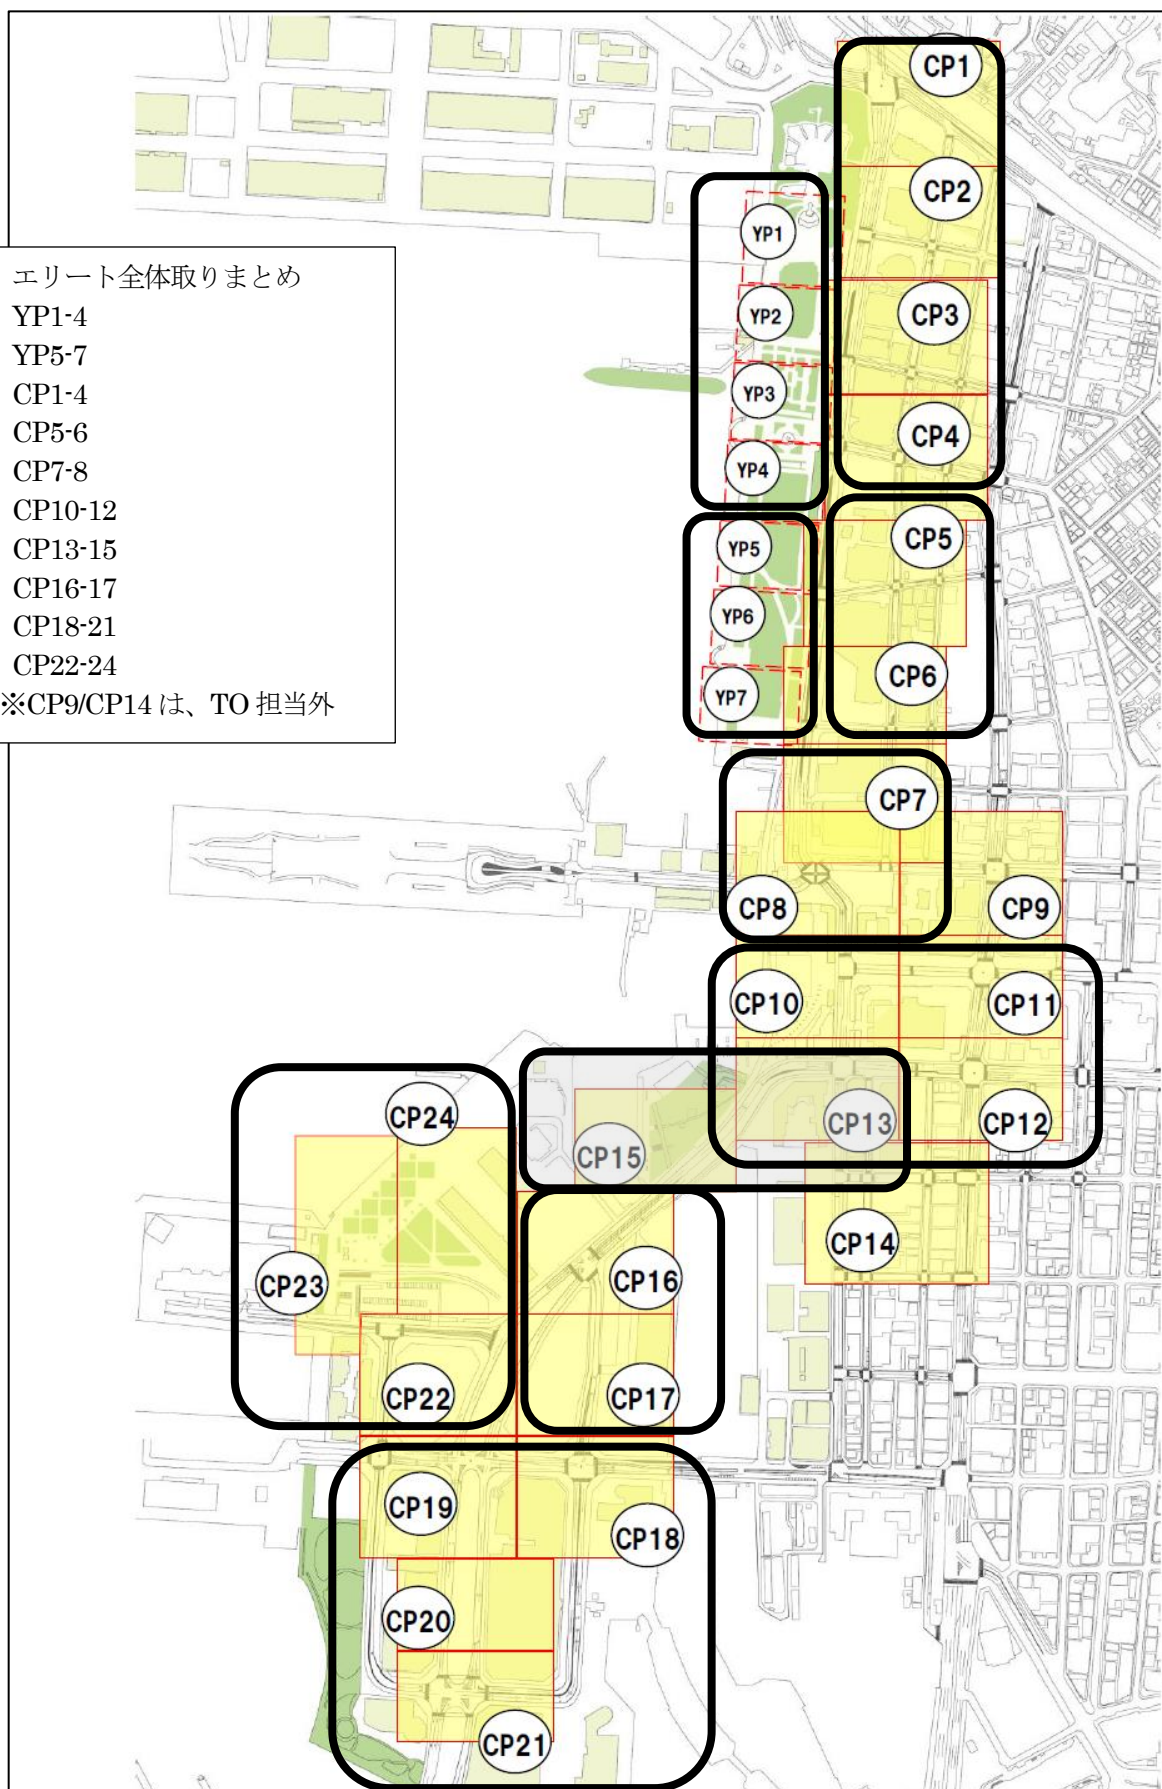 エリート全体取りまとめ
YP1-4
YP5-7
CP1-4
CP5-6
CP7-8
CP10-12
CP13-15
CP16-17
CP18-21
CP22-24
※CP9/CP14 は、TO 担当外
CP1
CP2
YP1
YP2
CP3
YP3
CP4
YP4
CP5
YP5
YP6
CP6
YP7
CP7
CP8
CP9
CP10
CP11
CP24
CP13
CP12
CP15
CP14
CP23
CP16
CP22
CP17
CP19
CP18
CP20
CP21